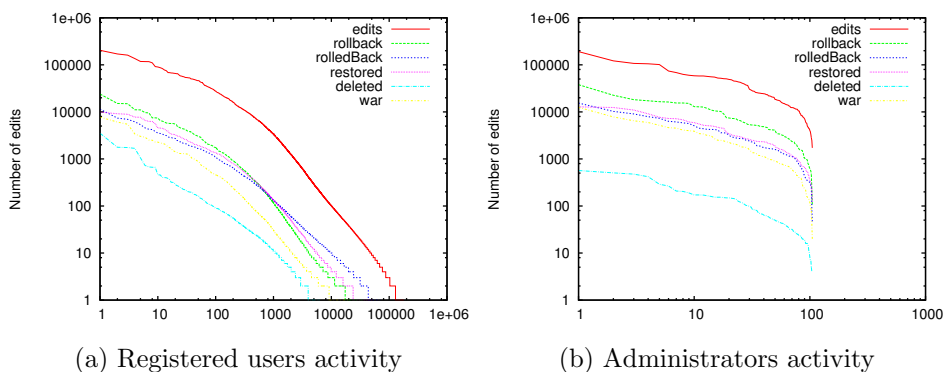 1e+06
100000
10000
1000
100
10
1
Number of edits
edits
rollback
rolledBack
restored
deleted
war
1 10 100 1000 10000 100000 1e+06
(a) Registered users activity
1e+06
100000
10000
1000
100
10
1
Number of edits
edits
rollback
rolledBack
restored
deleted
war
1 10 100 1000
(b) Administrators activity